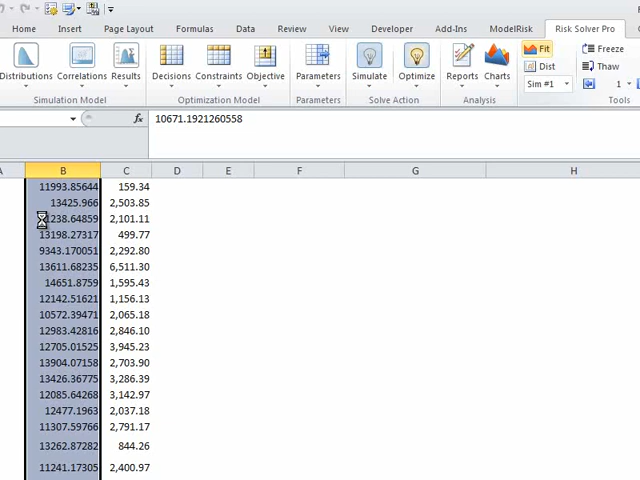 Home Insert Page Layout Formulas Data Review View Developer Add-Ins ModelRisk Risk Solver Pro
Distributions Correlations Results Decisions Constraints Objective Parameters Simulate Optimize Reports Charts Fit Freeze
Dist Thaw
Sim #1 1
Simulation Model Optimization Model Parameters Solve Action Analysis Tools
fx 10671.1921260558
A B C D E F G H
11993.85644 159.34
13425.966 2,503.85
1238.64859 2,101.11
13198.27317 499.77
9343.170051 2,292.80
13611.68235 6,511.30
14651.8759 1,595.43
12142.51621 1,156.13
10572.39471 2,065.18
12983.42816 2,846.10
12705.01525 3,945.23
13904.07158 2,703.90
13426.36775 3,286.39
12085.64268 3,142.97
12477.1963 2,037.18
11307.59766 2,791.17
13262.87282 844.26
11241.17305 2,400.97